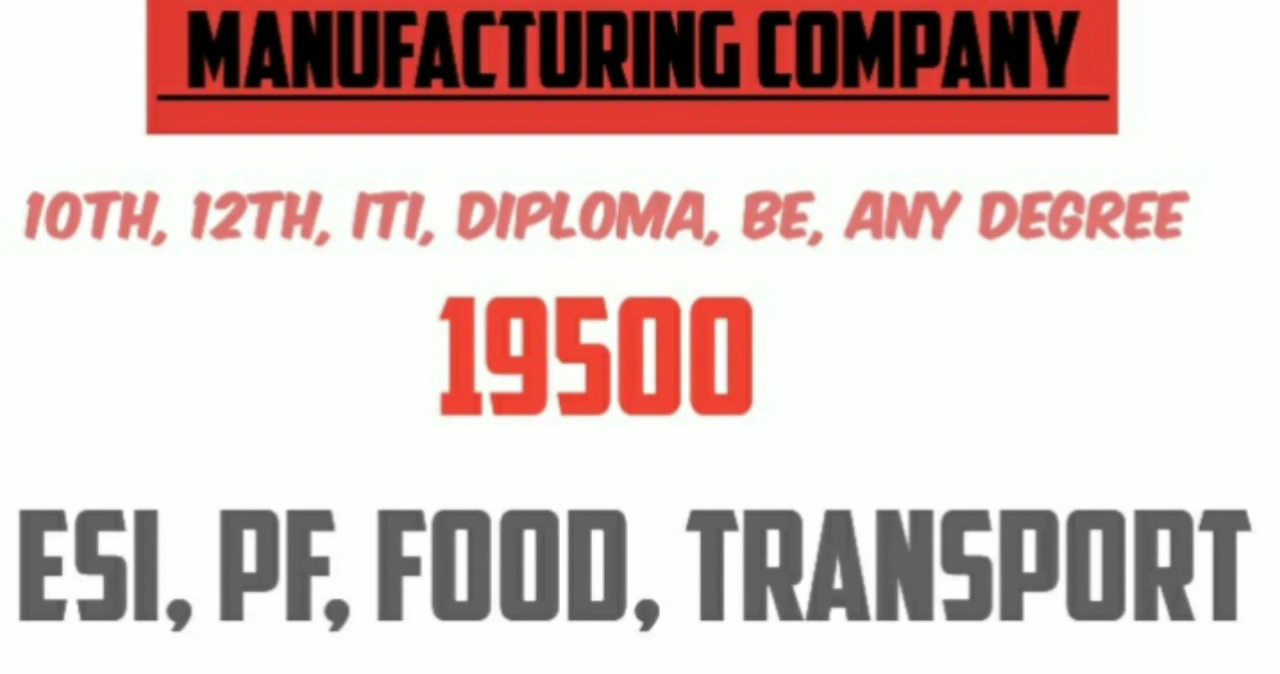 MANUFACTURING COMPANY
10TH, 12TH, ITI, DIPLOMA, BE, ANY DEGREE
19500
ESI, PF, FOOD, TRANSPORT